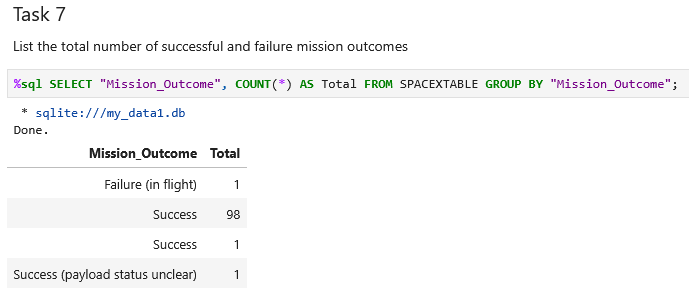 Task 7
List the total number of successful and failure mission outcomes
%sql SELECT "Mission_Outcome", COUNT(*) AS Total FROM SPACEXTABLE GROUP BY "Mission_Outcome";
* sqlite:///my_data1.db
Done.
Mission_Outcome Total
Failure (in flight) 1
Success 98
Success 1
Success (payload status unclear) 1